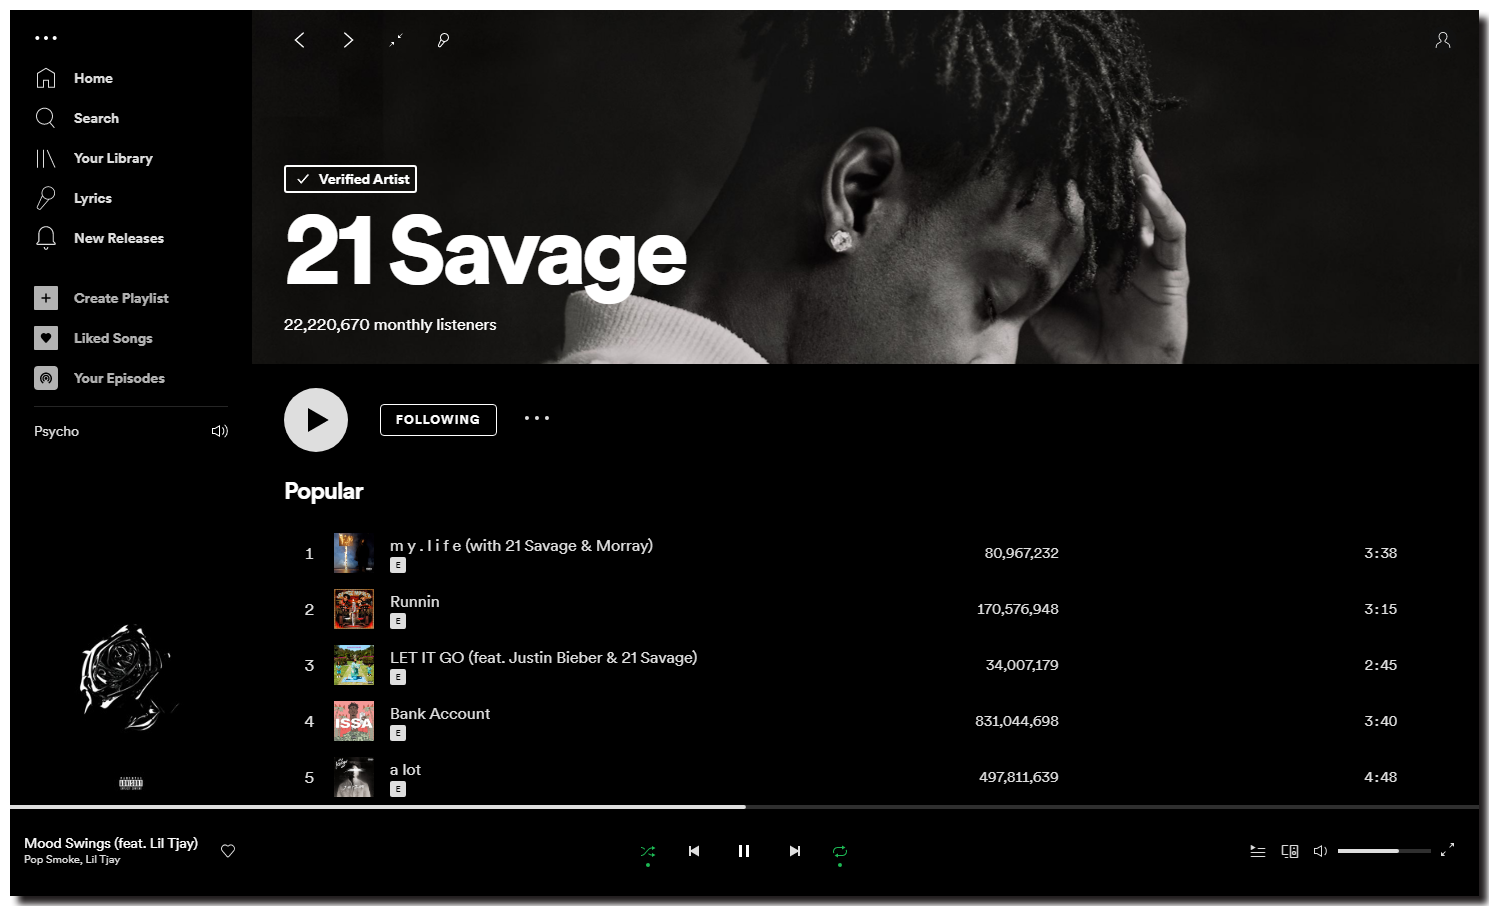 Home
Search
Your Library
Lyrics
New Releases
Create Playlist
Liked Songs
Your Episodes
Psycho
Verified Artist
21 Savage
22,220,670 monthly listeners
FOLLOWING
Popular
1 m y . l i f e (with 21 Savage & Morray) 80,967,232 3:38
E
2 Runnin 170,576,948 3:15
E
3 LET IT GO (feat. Justin Bieber & 21 Savage) 34,007,179 2:45
E
ISSA
4 Bank Account 831,044,698 3:40
E
5 a lot 497,811,639 4:48
E
Mood Swings (feat. Lil Tjay)
Pop Smoke, Lil Tjay